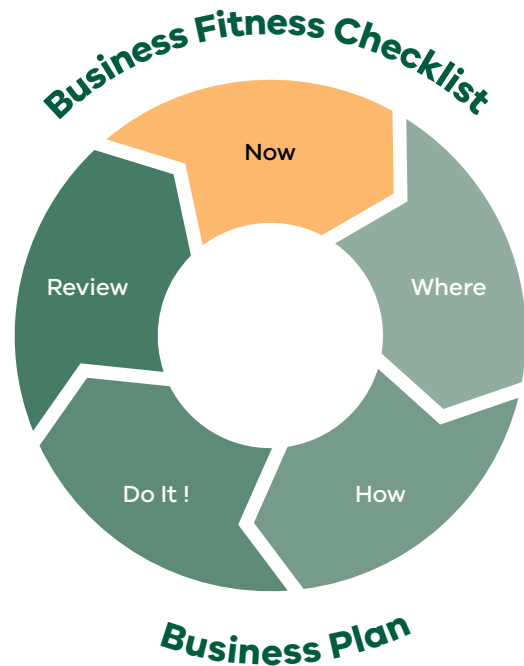 Business Fitness Checklist
Now
Where
How
Do It !
Review
Business Plan